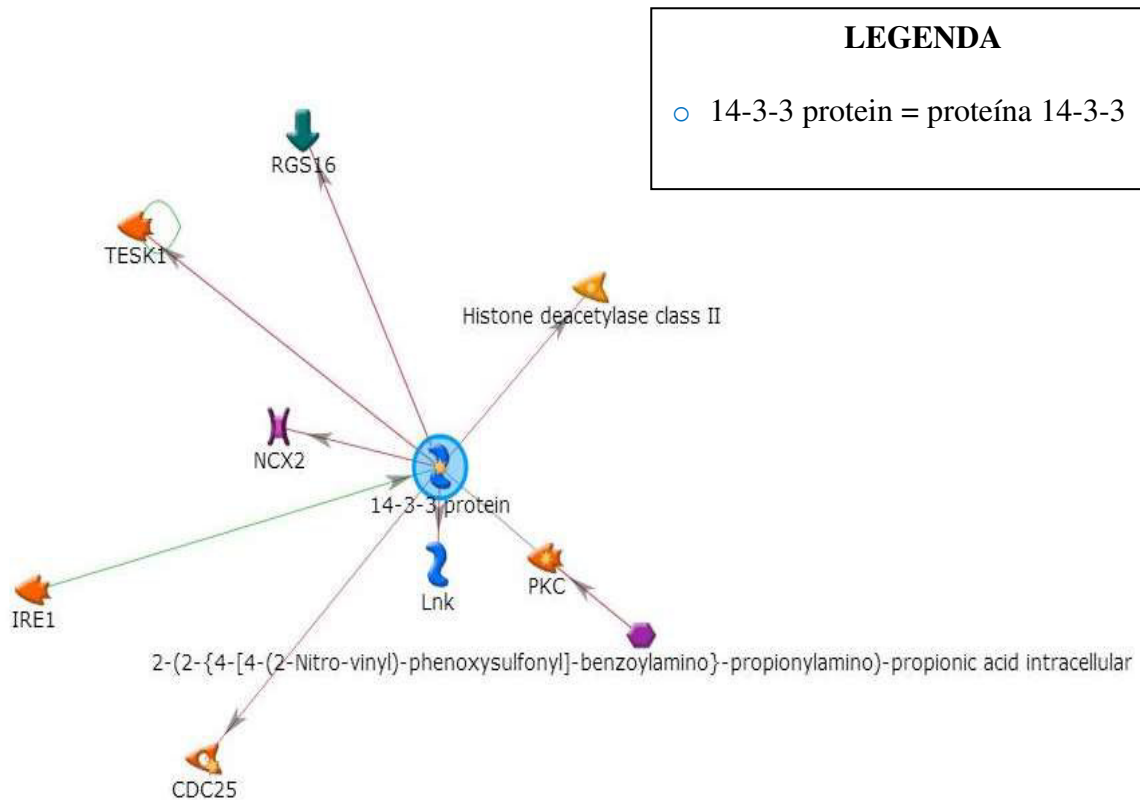 LEGENDA
14-3-3 protein = proteína 14-3-3
RGS16
TESK1
Histone deacetylase class II
NCX2
14-3-3 protein
PKC
Lnk
IRE1
2-(2-{4-[4-(2-Nitro-vinyl)-phenoxysulfonyl]-benzoylamino}-propionylamino)-propionic acid intracellular
CDC25